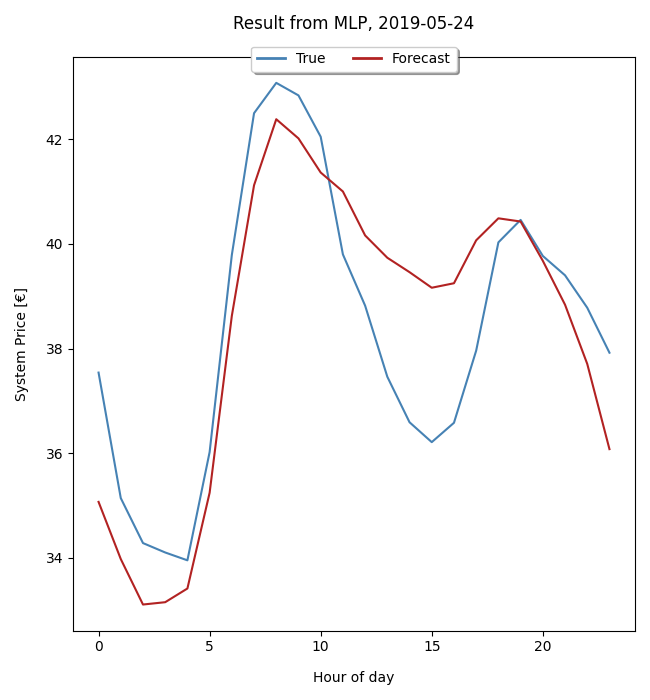 Result from MLP, 2019-05-24
True Forecast
42
40
38
36
34
System Price [€]
0 5 10 15 20
Hour of day